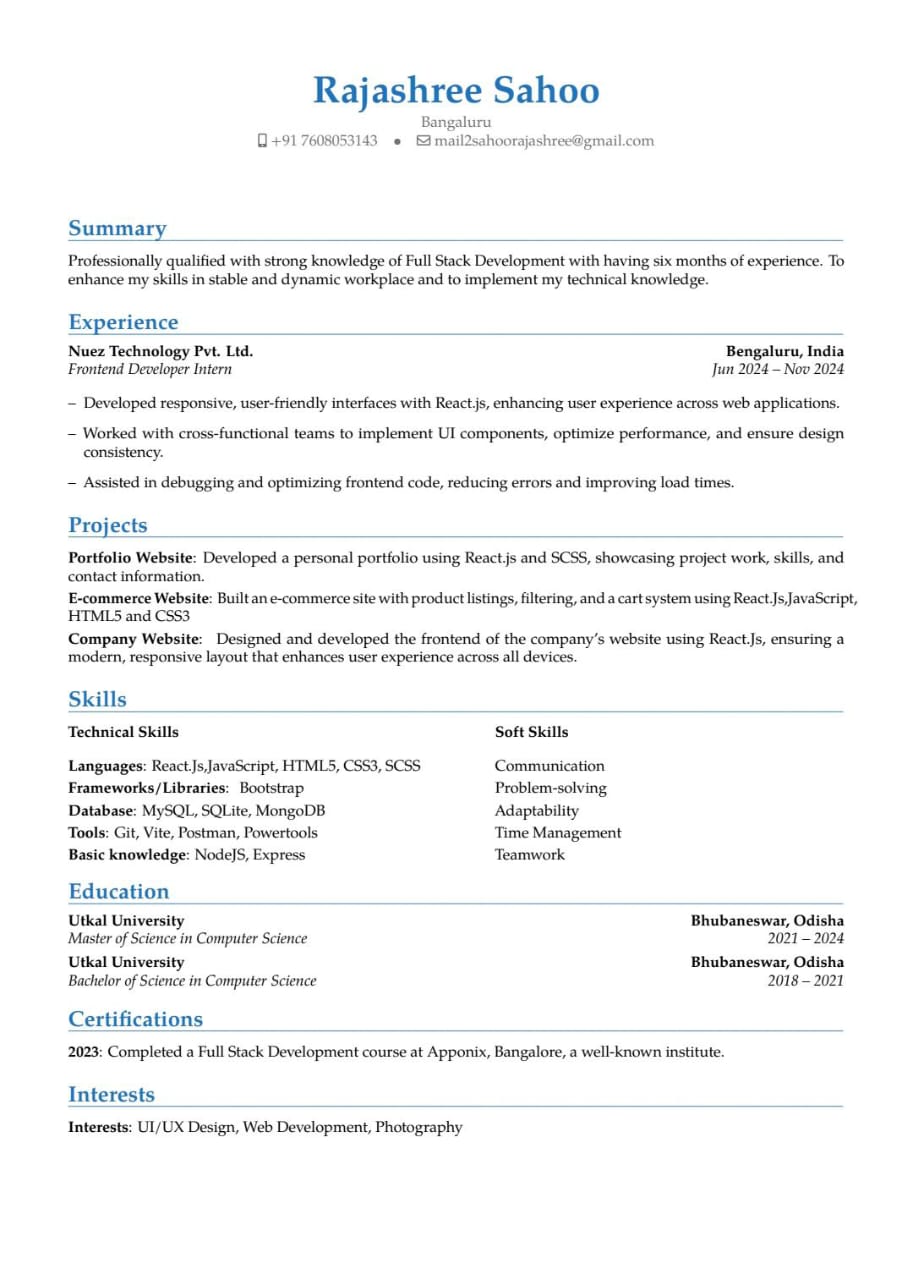 Rajashree Sahoo
Bangaluru
+91 7608053143 • mail2sahoorajashree@gmail.com
Summary
Professionally qualified with strong knowledge of Full Stack Development with having six months of experience. To
enhance my skills in stable and dynamic workplace and to implement my technical knowledge.
Experience
Nuez Technology Pvt. Ltd. Bengaluru, India
Frontend Developer Intern Jun 2024 – Nov 2024
– Developed responsive, user-friendly interfaces with React.js, enhancing user experience across web applications.
– Worked with cross-functional teams to implement UI components, optimize performance, and ensure design
consistency.
– Assisted in debugging and optimizing frontend code, reducing errors and improving load times.
Projects
Portfolio Website: Developed a personal portfolio using React.js and SCSS, showcasing project work, skills, and
contact information.
E-commerce Website: Built an e-commerce site with product listings, filtering, and a cart system using React.Js,JavaScript,
HTML5 and CSS3
Company Website: Designed and developed the frontend of the company's website using React.Js, ensuring a
modern, responsive layout that enhances user experience across all devices.
Skills
Technical Skills Soft Skills
Languages: React.Js,JavaScript, HTML5, CSS3, SCSS Communication
Frameworks/Libraries: Bootstrap Problem-solving
Database: MySQL, SQLite, MongoDB Adaptability
Tools: Git, Vite, Postman, Powertools Time Management
Basic knowledge: NodeJS, Express Teamwork
Education
Utkal University Bhubaneswar, Odisha
Master of Science in Computer Science 2021 – 2024
Utkal University Bhubaneswar, Odisha
Bachelor of Science in Computer Science 2018 – 2021
Certifications
2023: Completed a Full Stack Development course at Apponix, Bangalore, a well-known institute.
Interests
Interests: UI/UX Design, Web Development, Photography